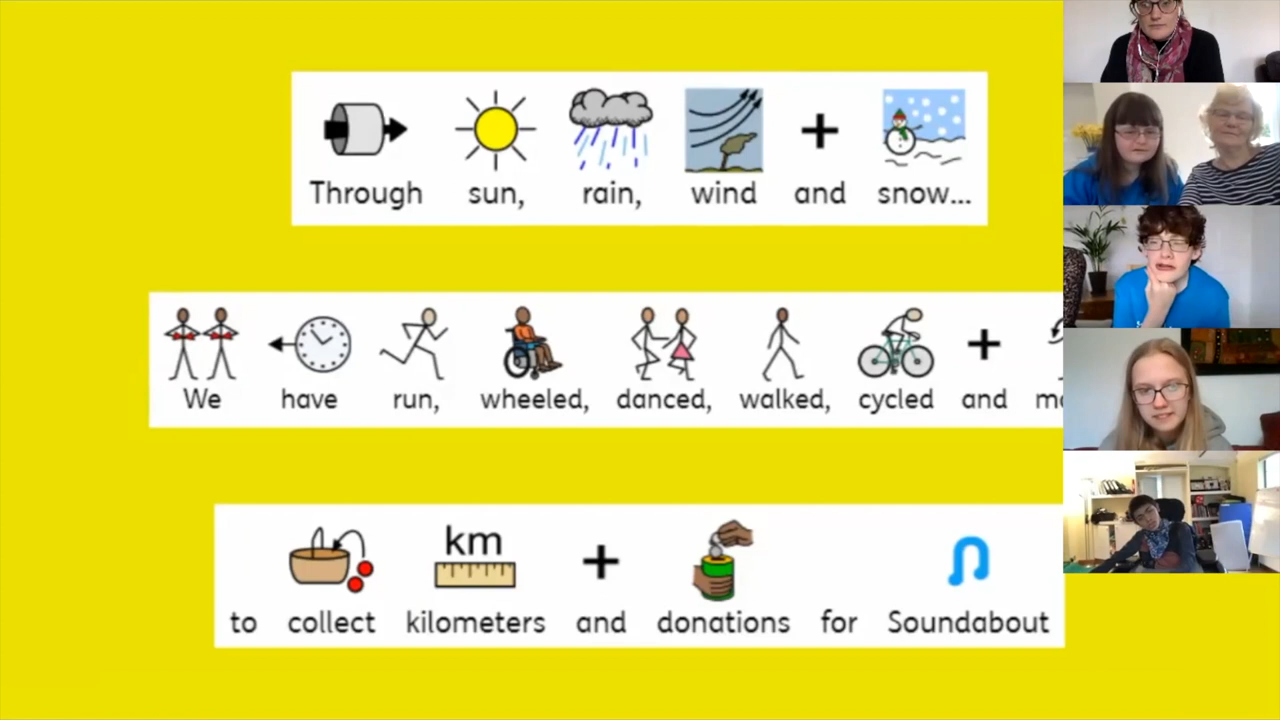 Through sun, rain, wind and snow...
We have run, wheeled, danced, walked, cycled and
km
to collect kilometers and donations for Soundabout